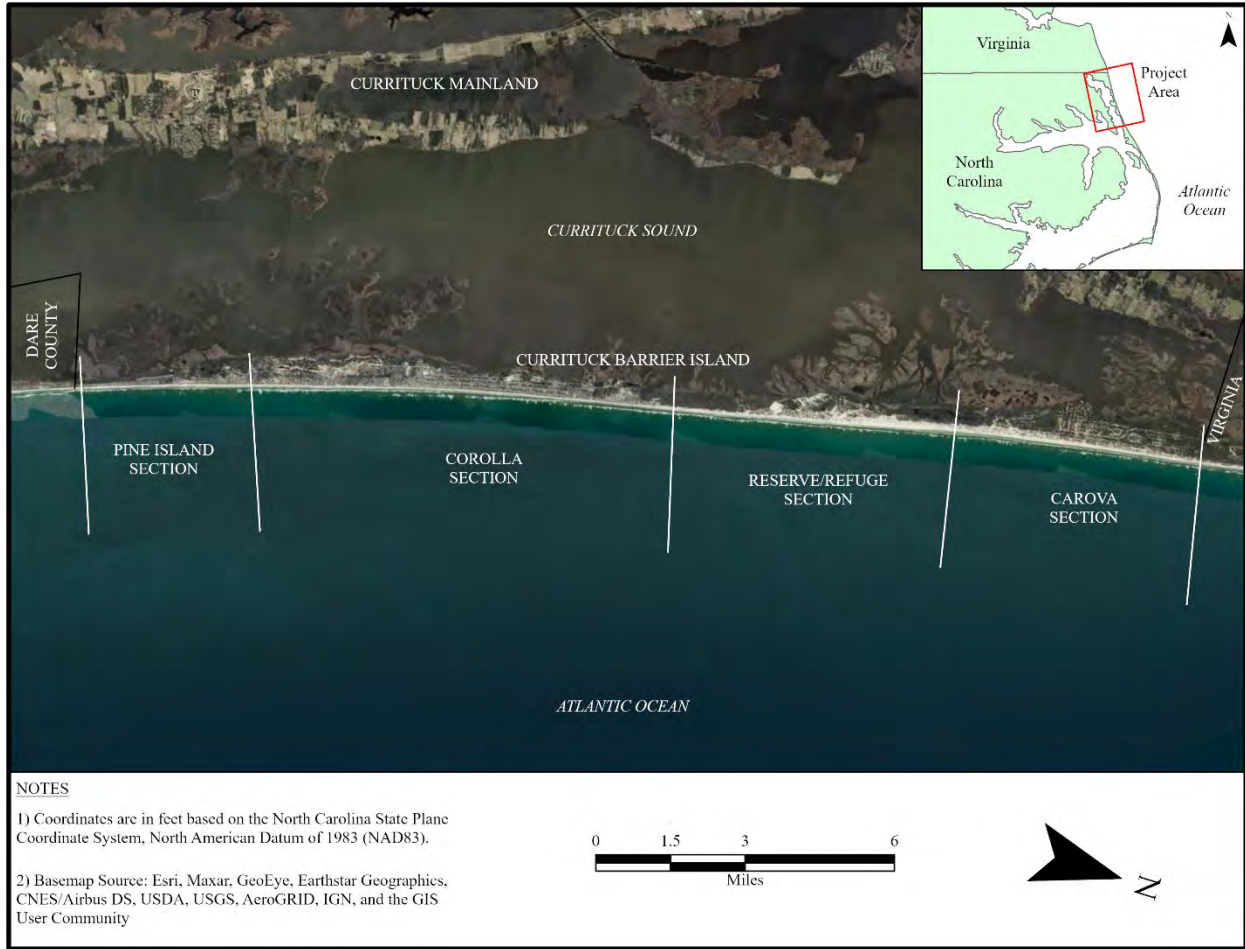 CURRITUCK MAINLAND
CURRITUCK SOUND
DARE
COUNTY
CURRITUCK BARRIER ISLAND
VIRGINIA
PINE ISLAND
SECTION
COROLLA
SECTION
RESERVE/REFUGE
SECTION
CAROVA
SECTION
ATLANTIC OCEAN
N
Virginia
Project
Area
North
Carolina
Atlantic
Ocean
NOTES
1) Coordinates are in feet based on the North Carolina State Plane
Coordinate System, North American Datum of 1983 (NAD83).
2) Basemap Source: Esri, Maxar, GeoEye, Earthstar Geographics,
CNES/Airbus DS, USDA, USGS, AeroGRID, IGN, and the GIS
User Community
0 1.5 3 6
Miles
N